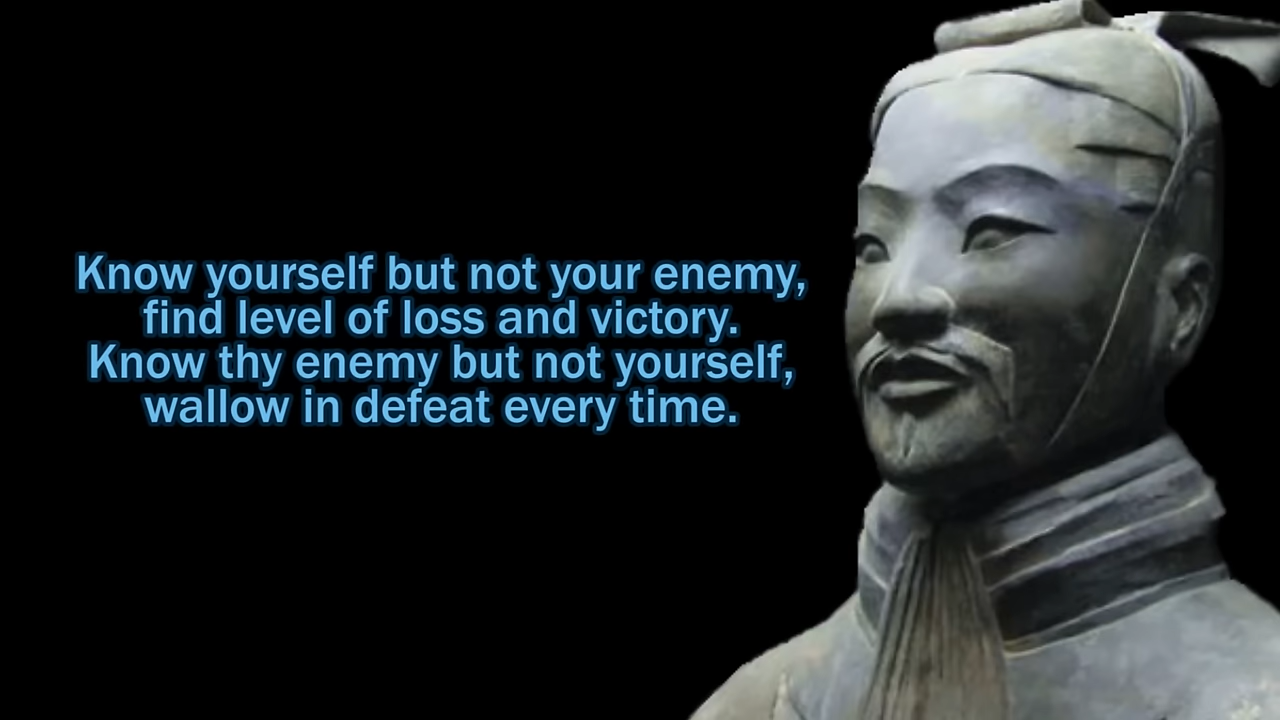 Know yourself but not your enemy,
find level of loss and victory.
Know thy enemy but not yourself,
wallow in defeat every time.